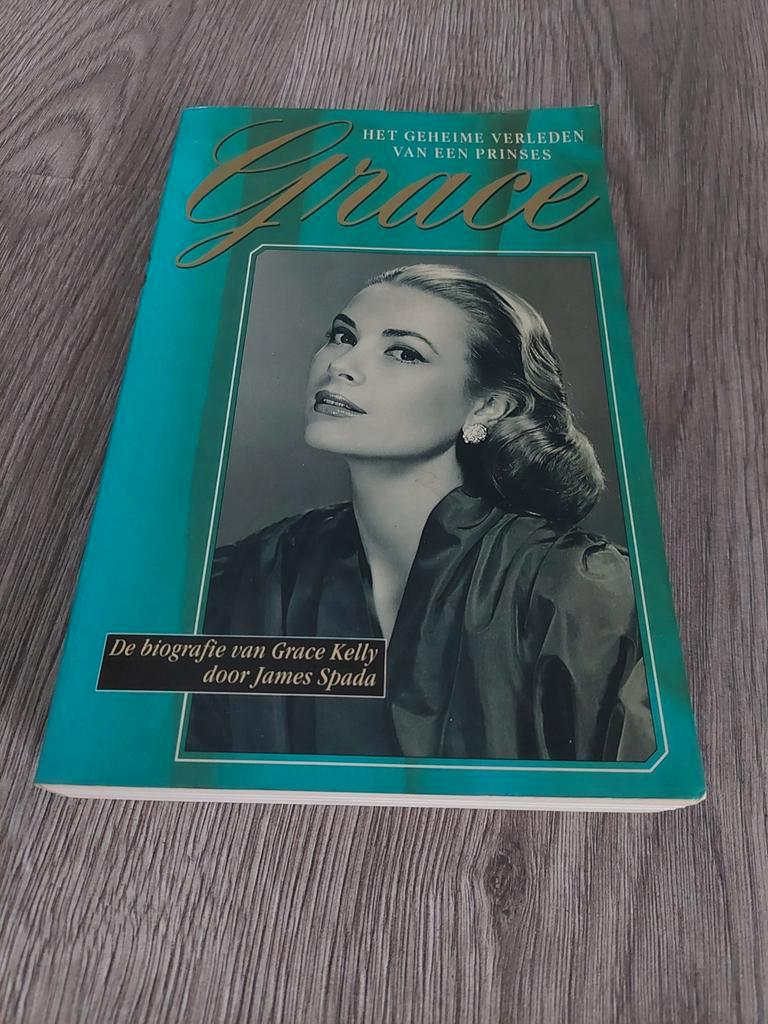 HET GEHEIME VERLEDEN
VAN EEN PRINSES
Grace
De biografie van Grace Kelly
door James Spada